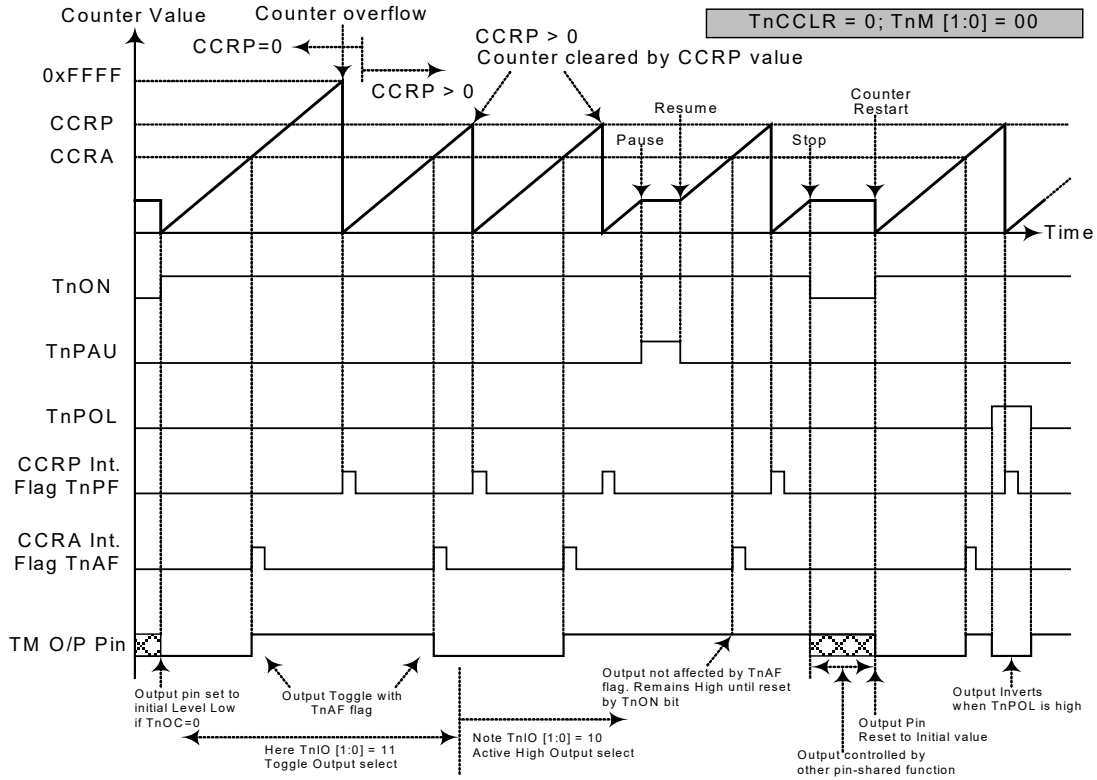 Counter Value
Counter overflow
TnCCLR = 0; TnM [1:0] = 00
CCRP=0
CCRP > 0
CCRP > 0
Counter cleared by CCRP value
0xFFFF
CCRP
CCRA
Pause
Resume
Stop
Counter
Restart
Time
TnON
TnPAU
TnPOL
CCRP Int.
Flag TnPF
CCRA Int.
Flag TnAF
TM O/P Pin
Output pin set to
initial Level Low
if TnOC=0
Output Toggle with
TnAF flag
Output not affected by TnAF
flag. Remains High until reset
by TnON bit
Output Inverts
when TnPOL is high
Output Pin
Reset to Initial value
Here TnIO [1:0] = 11
Toggle Output select
Note TnIO [1:0] = 10
Active High Output select
Output controlled by
other pin-shared function